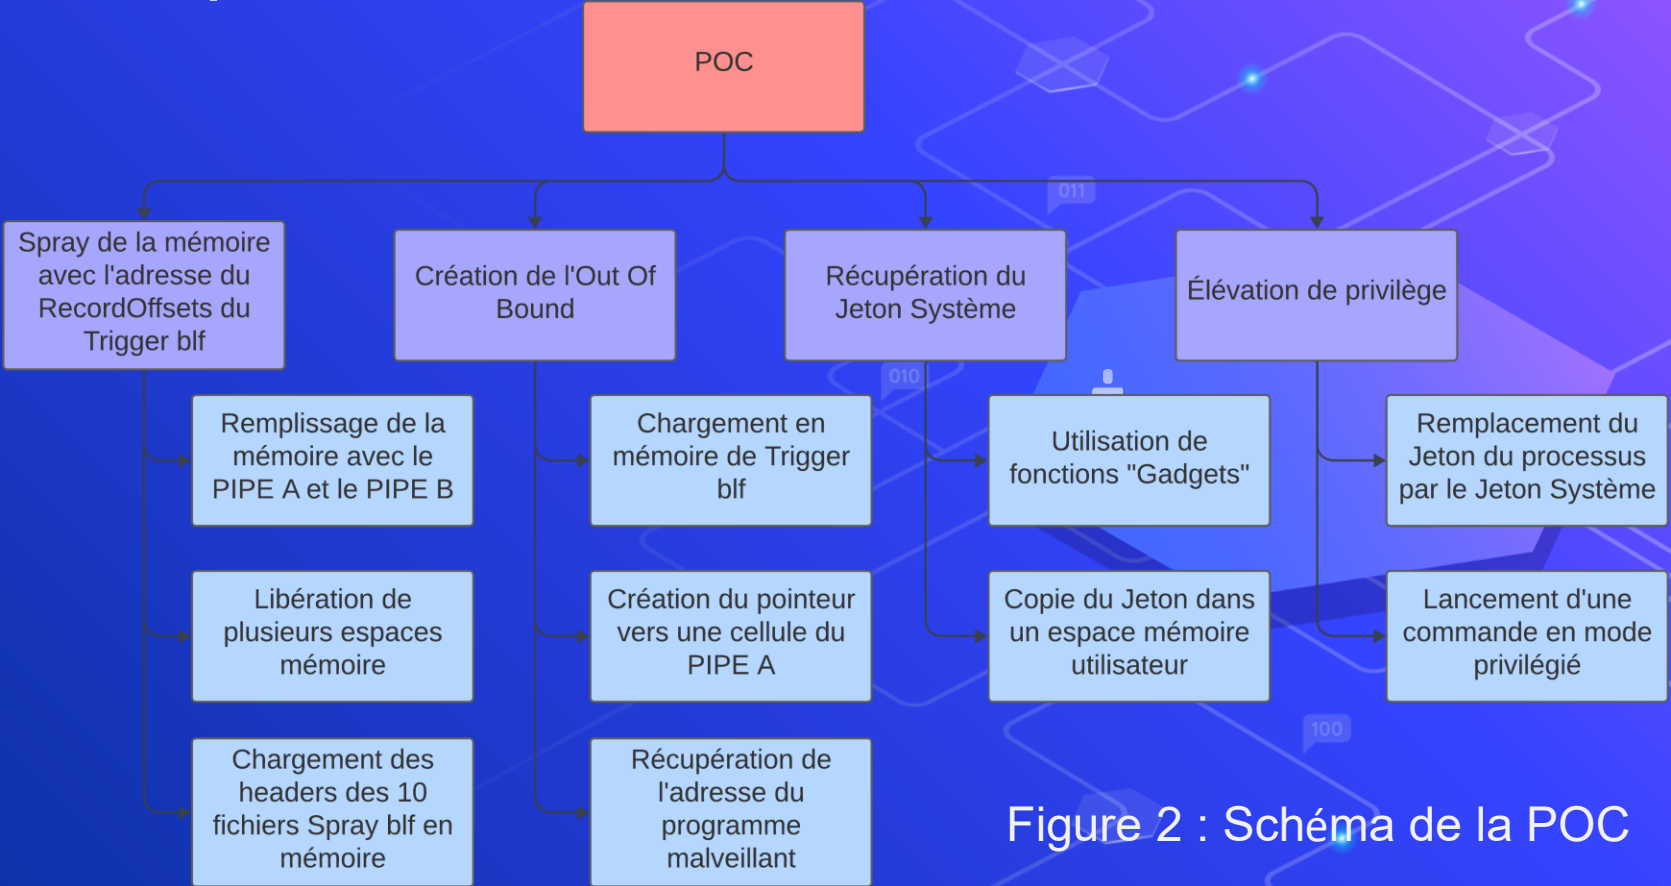 POC
Spray de la mémoire
avec l'adresse du
RecordOffsets du
Trigger blf
Création de l'Out Of
Bound
Récupération du
Jeton Système
Élévation de privilège
Remplissage de la
mémoire avec le
PIPE A et le PIPE B
Libération de
plusieurs espaces
mémoire
Chargement des
headers des 10
fichiers Spray blf en
mémoire
Chargement en
mémoire de Trigger
blf
Création du pointeur
vers une cellule du
PIPE A
Récupération de
l'adresse du
programme
malveillant
Utilisation de
fonctions "Gadgets"
Copie du Jeton dans
un espace mémoire
utilisateur
Remplacement du
Jeton du processus
par le Jeton Système
Lancement d'une
commande en mode
privilégié
011
010
100
Figure 2 : Schéma de la POC